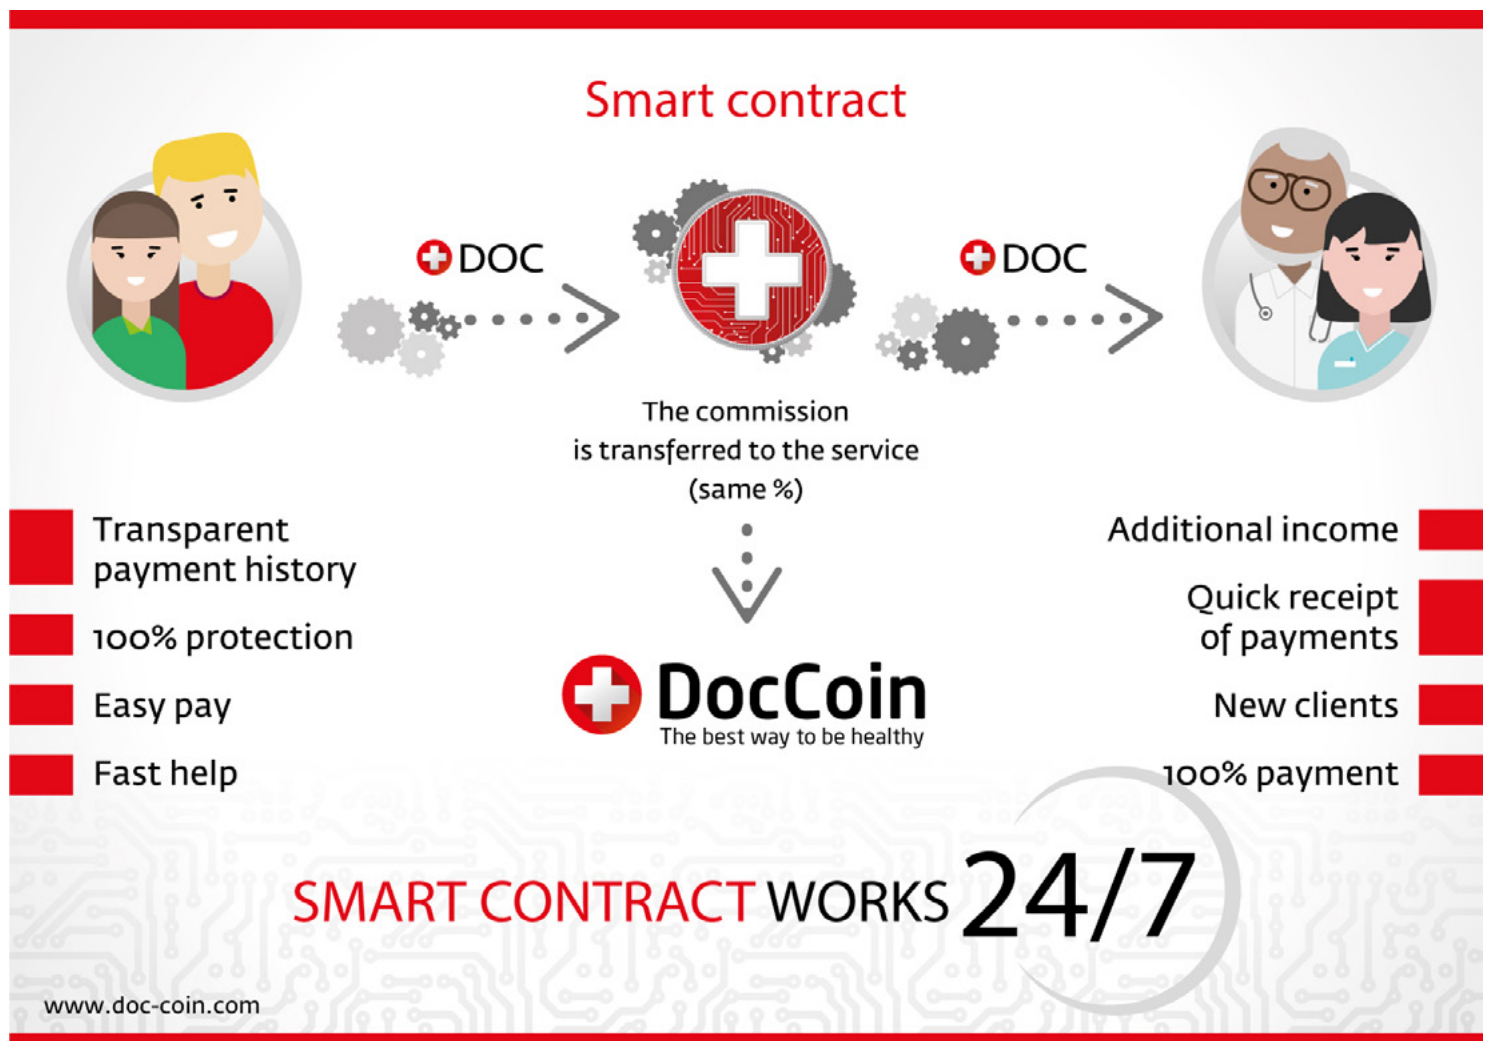 Smart contract
DOC
DOC
The commission
is transferred to the service
(same %)
Transparent
payment history
100% protection
Easy pay
Fast help
Additional income
Quick receipt
of payments
New clients
100% payment
DocCoin
The best way to be healthy
SMART CONTRACT WORKS 24/7
www.doc-coin.com